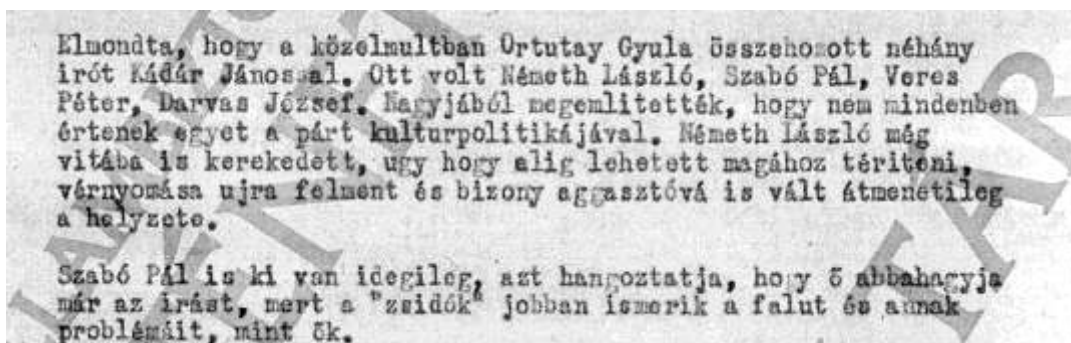 Elmondta, hogy a közelmultban Ortutay Gyula összehozott néhány
irót Kádár Jánossal. Ott volt Németh László, Szabó Pál, Veres
Péter, Darvas József. Nagyjából megemlitették, hogy nem mindenben
értenek egyet a párt kulturpolitikájával. Németh László még
vitába is kerekedett, ugy hogy alig lehetett magához tériteni,
vérnyomása ujra felment és bizony aggasztóvá is vált átmenetileg
a helyzete.
Szabó Pál is ki van idegileg, azt hangoztatja, hogy ő abbahagyja
már az irást, mert a "zsidók" jobban ismerik a falut és annak
problémáit, mint ők.